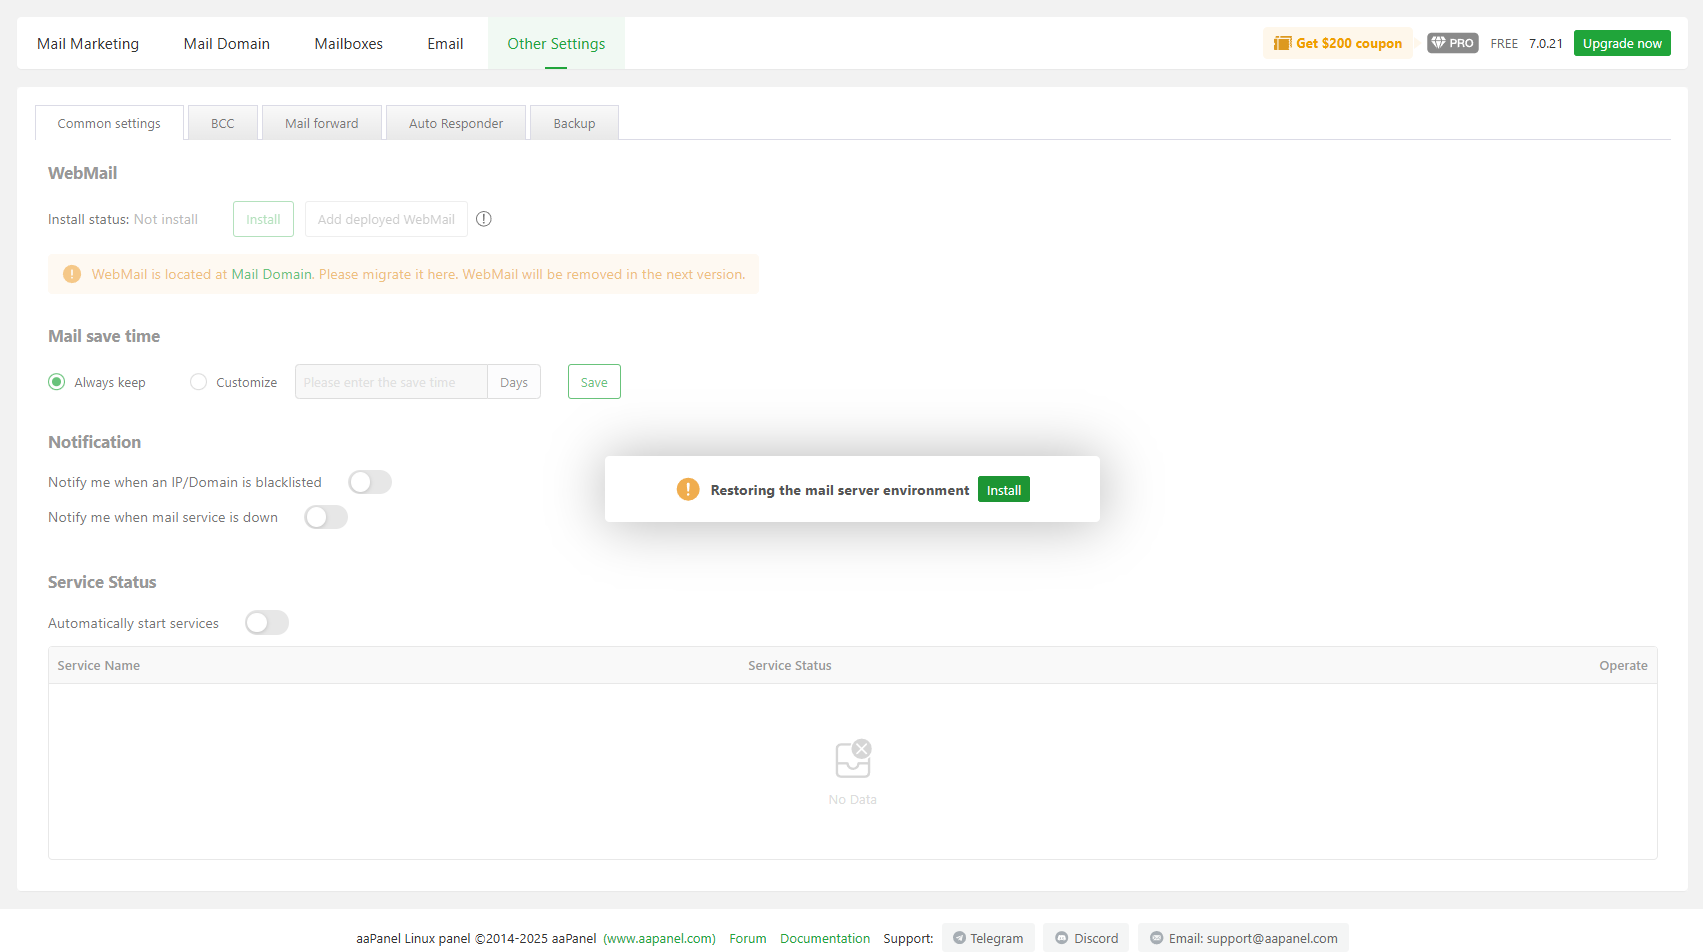 Mail Marketing Mail Domain Mailboxes Email Other Settings Get $200 coupon PRO FREE 7.0.21 Upgrade now
Common settings BCC Mail forward Auto Responder Backup
WebMail
Install status: Not install Install Add deployed WebMail
WebMail is located at Mail Domain. Please migrate it here. WebMail will be removed in the next version.
Mail save time
Always keep Customize Please enter the save time Days Save
Notification
Notify me when an IP/Domain is blacklisted
Restoring the mail server environment Install
Notify me when mail service is down
Service Status
Automatically start services
Service Name Service Status Operate
No Data
aaPanel Linux panel ©2014-2025 aaPanel (www.aapanel.com) Forum Documentation Support: Telegram Discord Email: support@aapanel.com